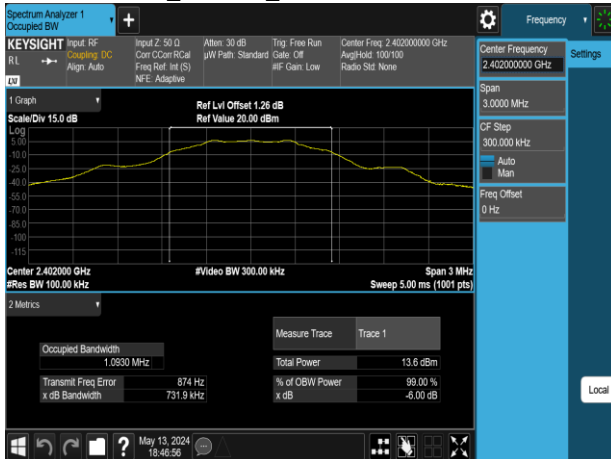 Spectrum Analyzer 1
Occupied BW
+
Frequency
KEYSIGHT
RL
LXI
Input: RF
Coupling: DC
Align: Auto
Input Z: 50 Ω
Corr CCorr RCal
Freq Ref: Int (S)
NFE: Adaptive
Atten: 30 dB
µW Path: Standard
Trig: Free Run
Gate: Off
#IF Gain: Low
Center Freq: 2.402000000 GHz
Avg|Hold: 100/100
Radio Std: None
Center Frequency
2.402000000 GHz
Settings
Span
3.0000 MHz
CF Step
300.000 kHz
Auto
Man
Freq Offset
0 Hz
Local
1 Graph
Scale/Div 15.0 dB
Ref Lvl Offset 1.26 dB
Ref Value 20.00 dBm
Log
5.00
-10.0
-25.0
-40.0
-55.0
-70.0
-85.0
-100
-115
Center 2.402000 GHz
#Video BW 300.00 kHz
Span 3 MHz
#Res BW 100.00 kHz
Sweep 5.00 ms (1001 pts)
2 Metrics
Measure Trace
Trace 1
Occupied Bandwidth
1.0930 MHz
Total Power
13.6 dBm
Transmit Freq Error
874 Hz
% of OBW Power
99.00 %
x dB Bandwidth
731.9 kHz
x dB
-6.00 dB
?
May 13, 2024
18:46:56